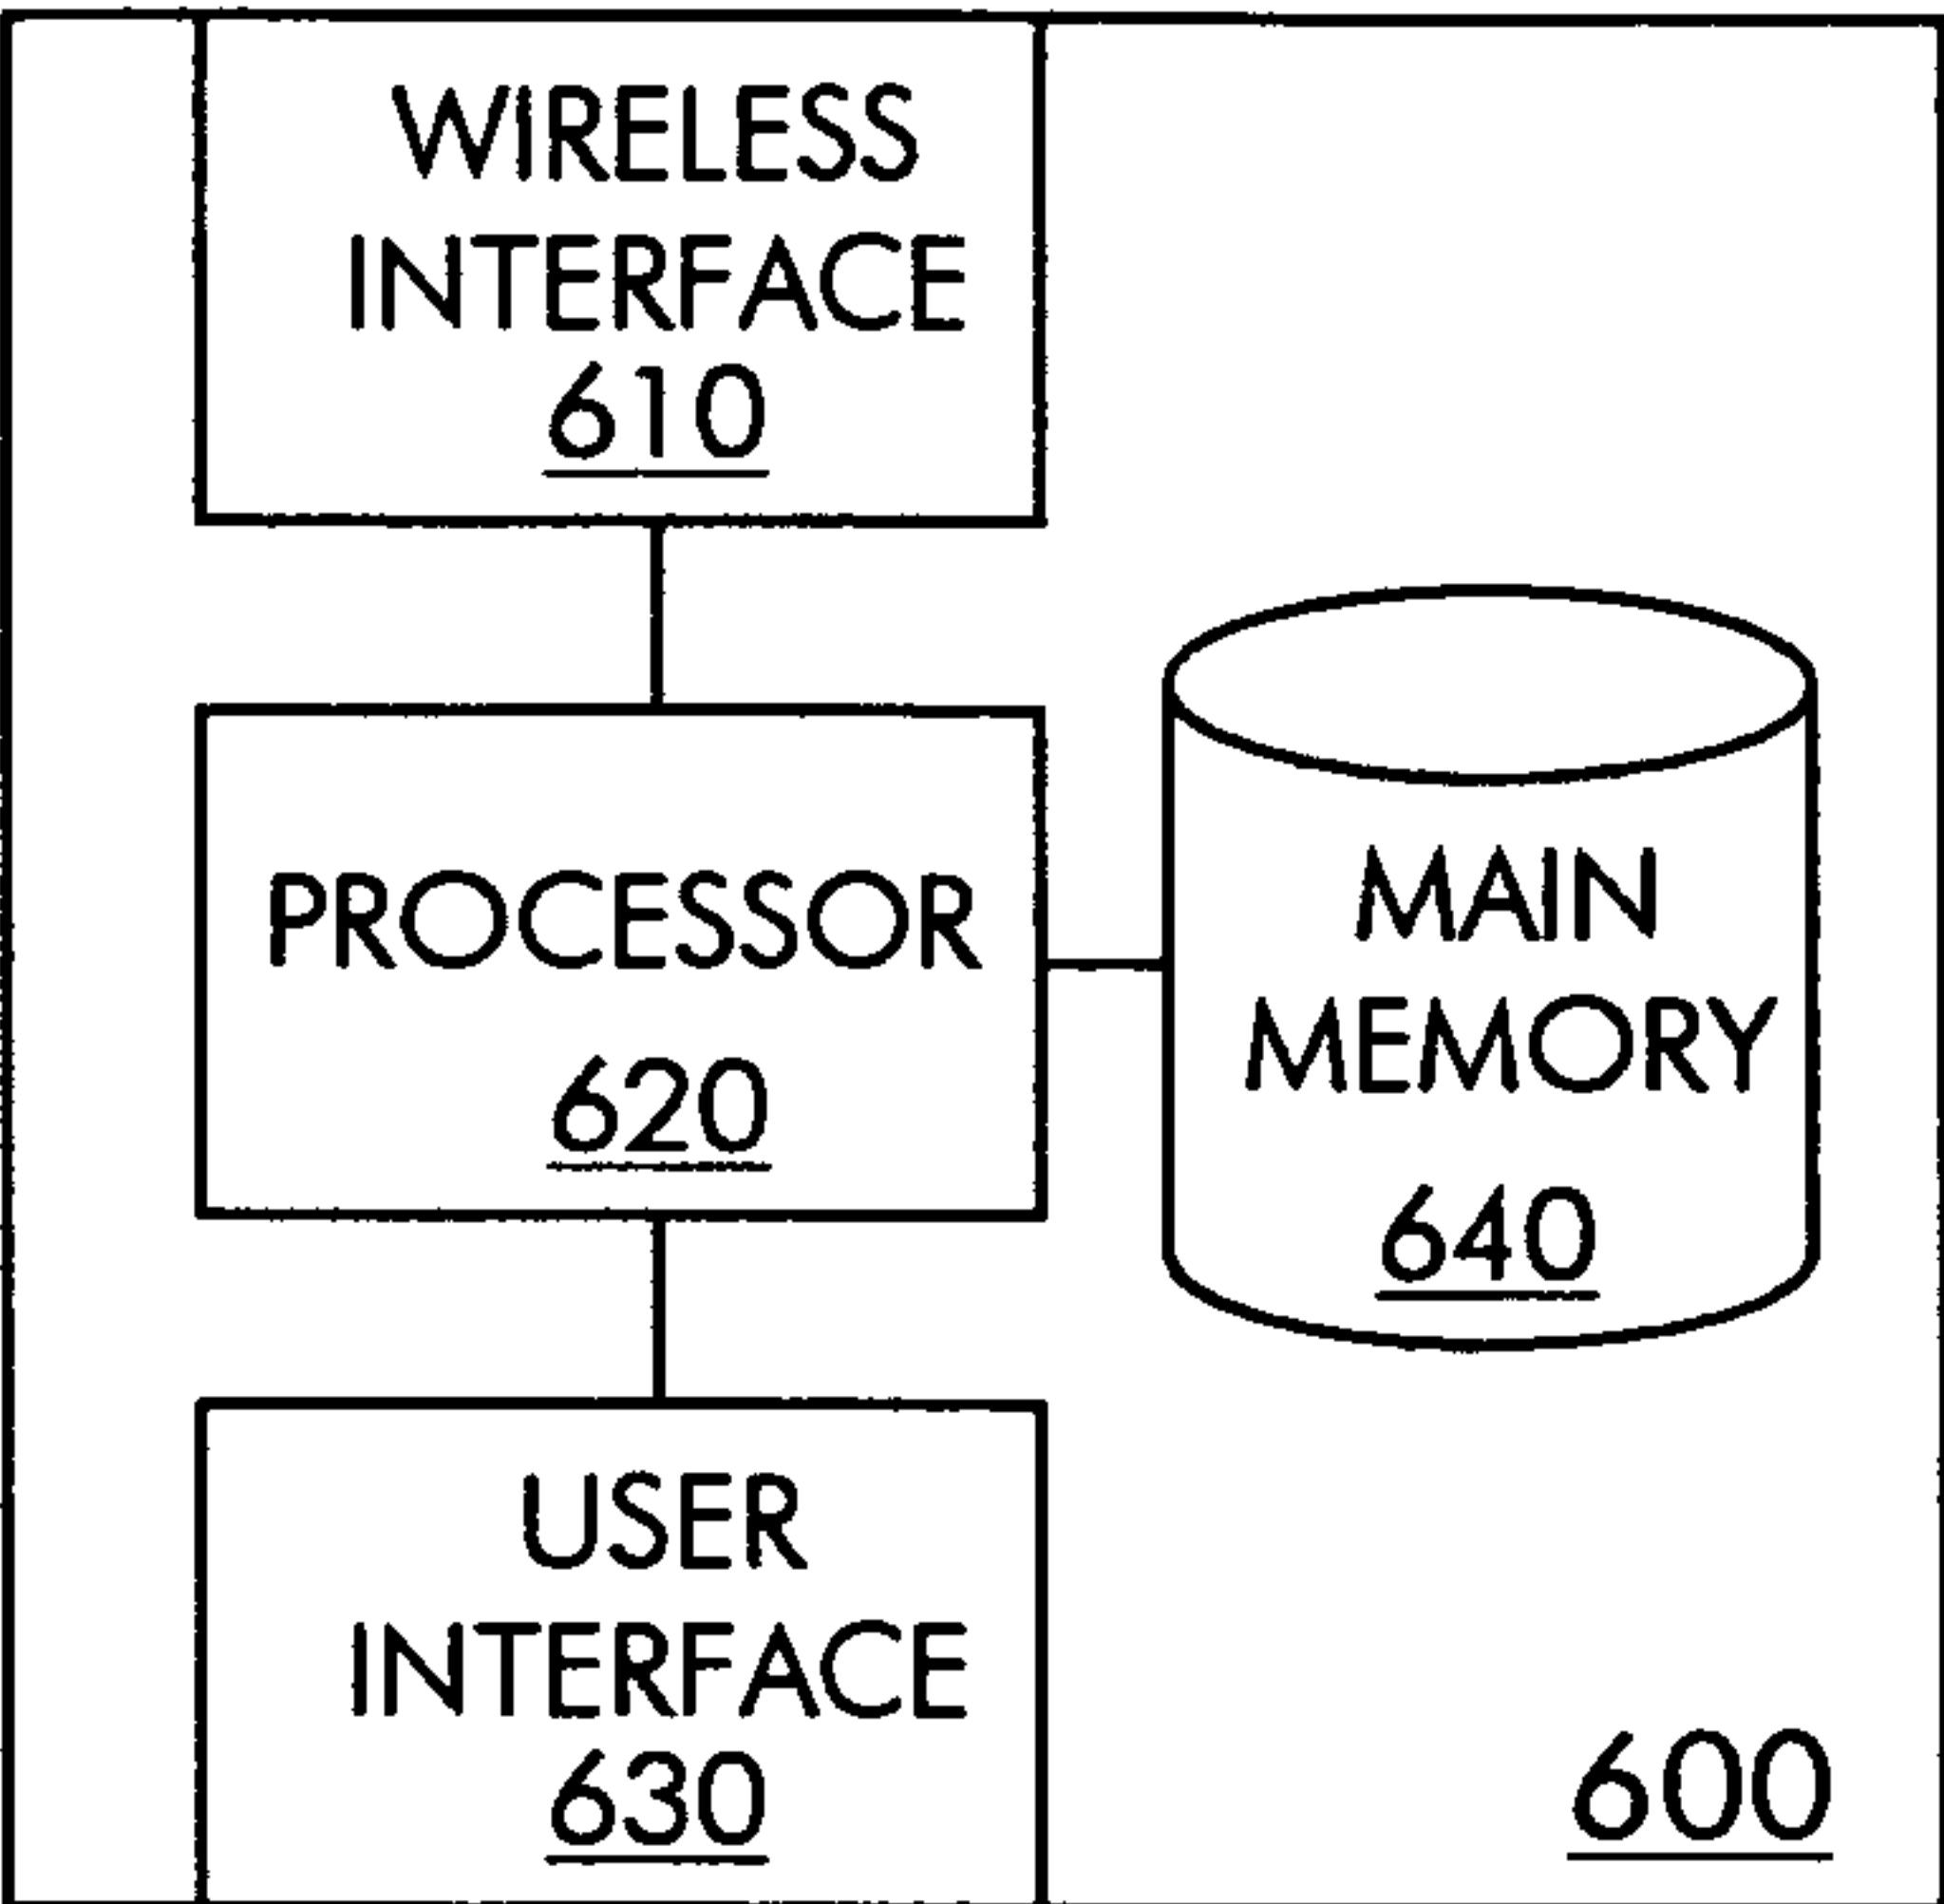 WIRELESS
INTERFACE
610
PROCESSOR
620
MAIN
MEMORY
640
USER
INTERFACE
630
600